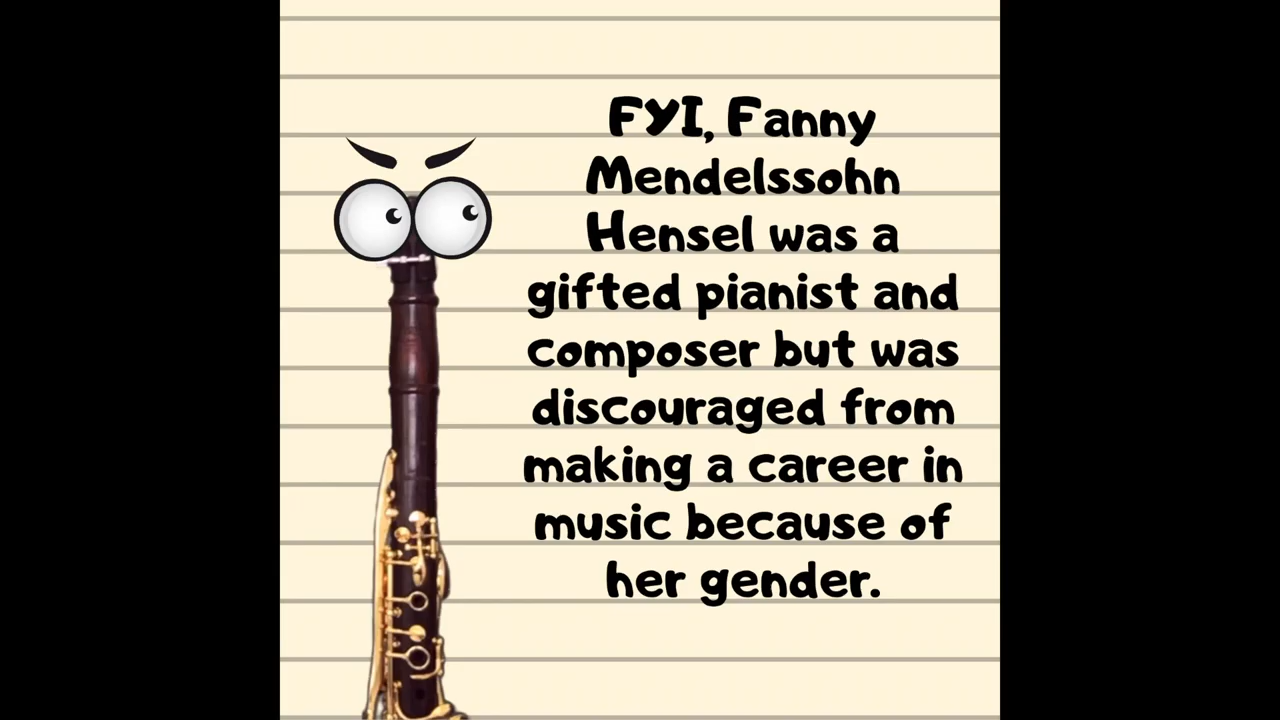 FYI, Fanny
Mendelssohn
Hensel was a
gifted pianist and
composer but was
discouraged from
making a career in
music because of
her gender.